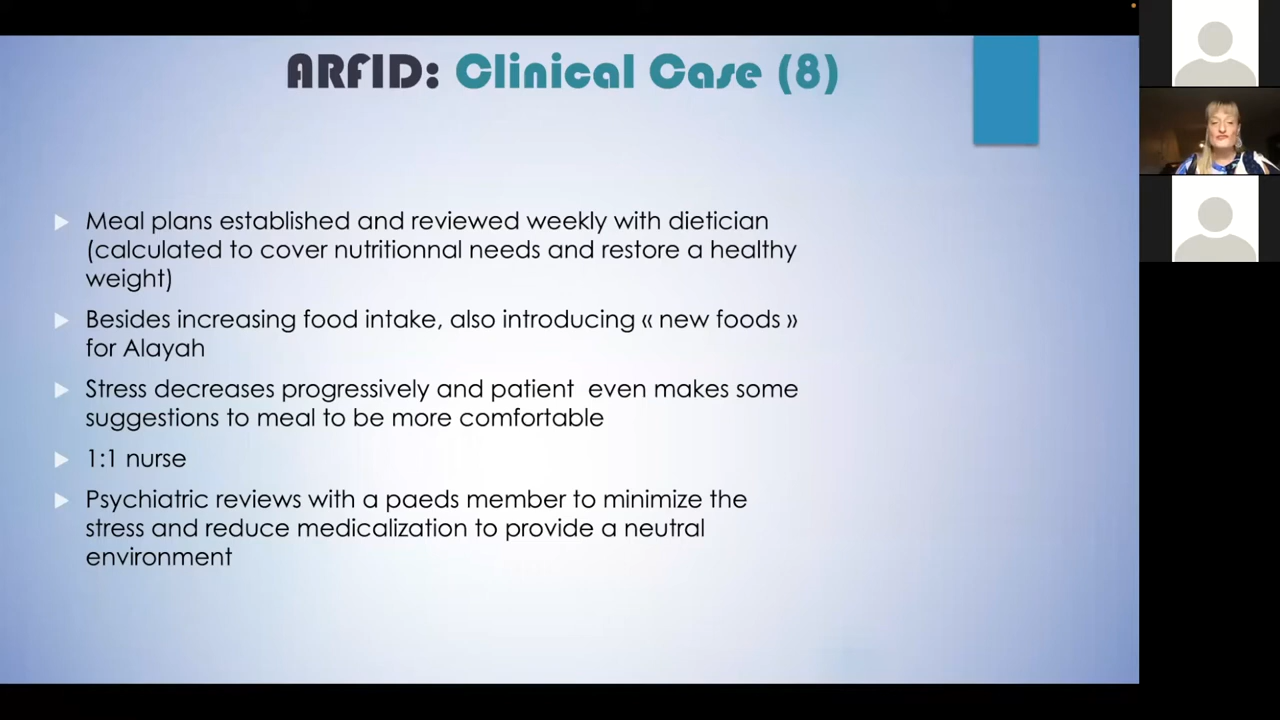 ARFID: Clinical Case (8)
Meal plans established and reviewed weekly with dietician
(calculated to cover nutritionnal needs and restore a healthy
weight)
Besides increasing food intake, also introducing « new foods »
for Alayah
Stress decreases progressively and patient even makes some
suggestions to meal to be more comfortable
1:1 nurse
Psychiatric reviews with a paeds member to minimize the
stress and reduce medicalization to provide a neutral
environment